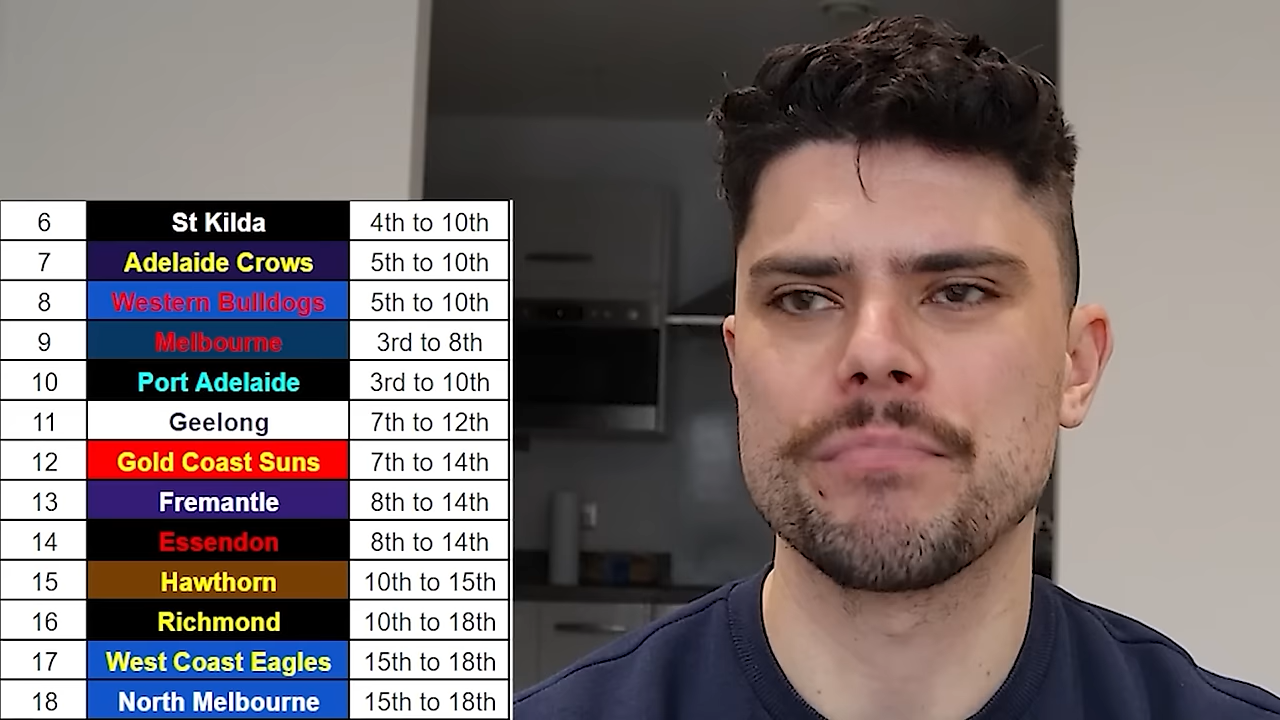 6 St Kilda 4th to 10th
7 Adelaide Crows 5th to 10th
8 Western Bulldogs 5th to 10th
9 Melbourne 3rd to 8th
10 Port Adelaide 3rd to 10th
11 Geelong 7th to 12th
12 Gold Coast Suns 7th to 14th
13 Fremantle 8th to 14th
14 Essendon 8th to 14th
15 Hawthorn 10th to 15th
16 Richmond 10th to 18th
17 West Coast Eagles 15th to 18th
18 North Melbourne 15th to 18th